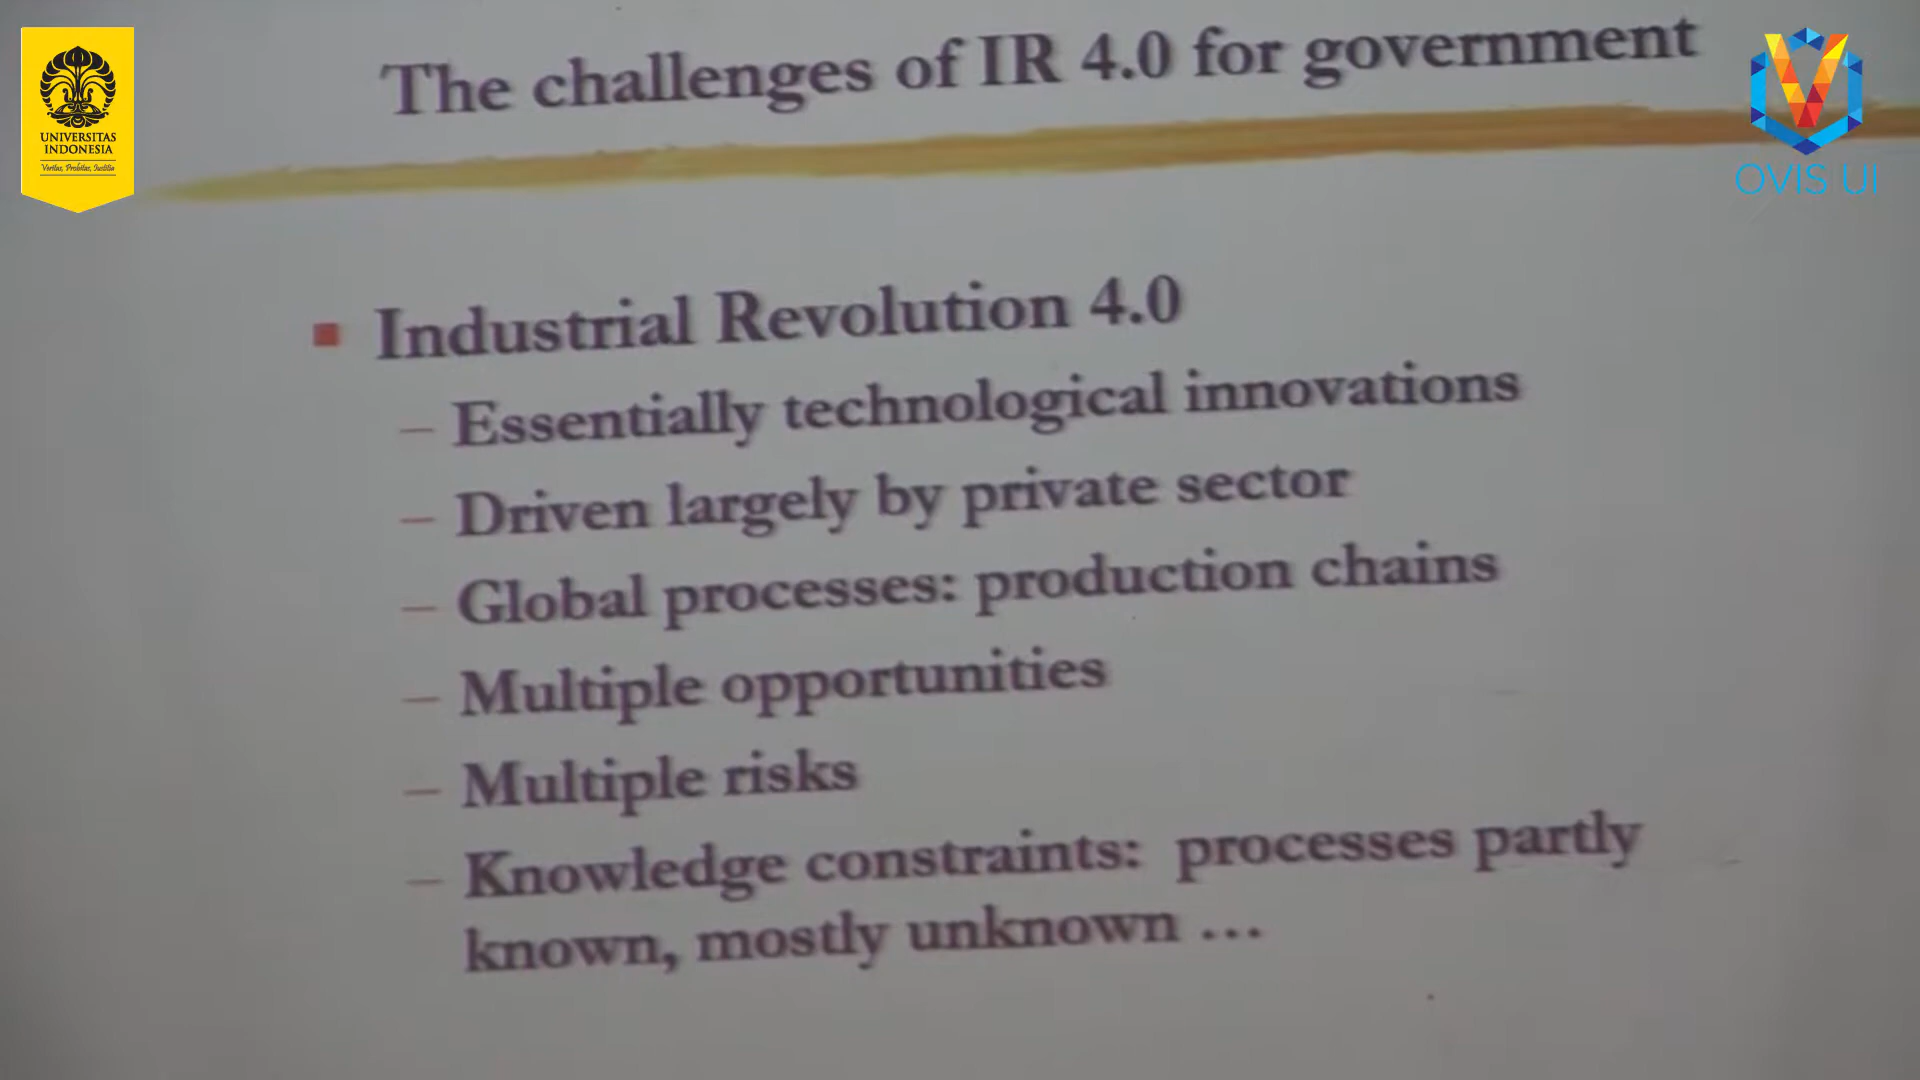 The challenges of IR 4.0 for government
UNIVERSITAS
INDONESIA
Veritas, Probitas, Iustitia
OVIS UI
Industrial Revolution 4.0
– Essentially technological innovations
– Driven largely by private sector
– Global processes: production chains
– Multiple opportunities
– Multiple risks
– Knowledge constraints: processes partly
known, mostly unknown ...